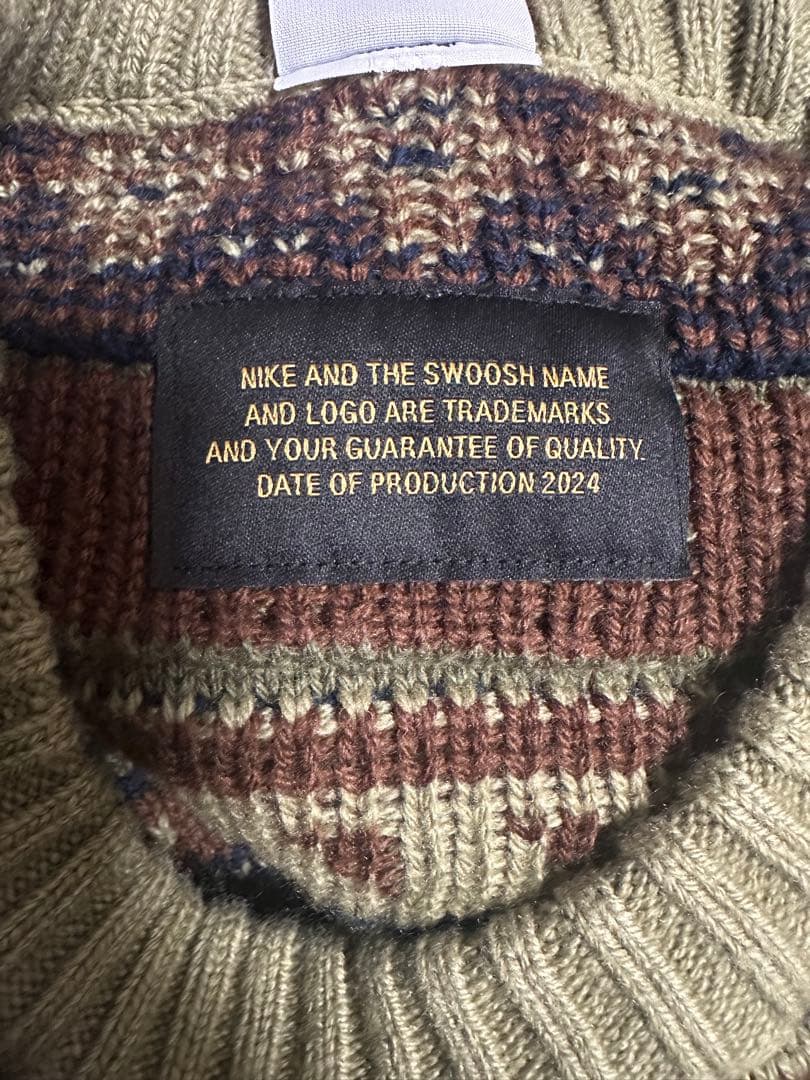 NIKE AND THE SWOOSH NAME
AND LOGO ARE TRADEMARKS
AND YOUR GUARANTEE OF QUALITY.
DATE OF PRODUCTION 2024